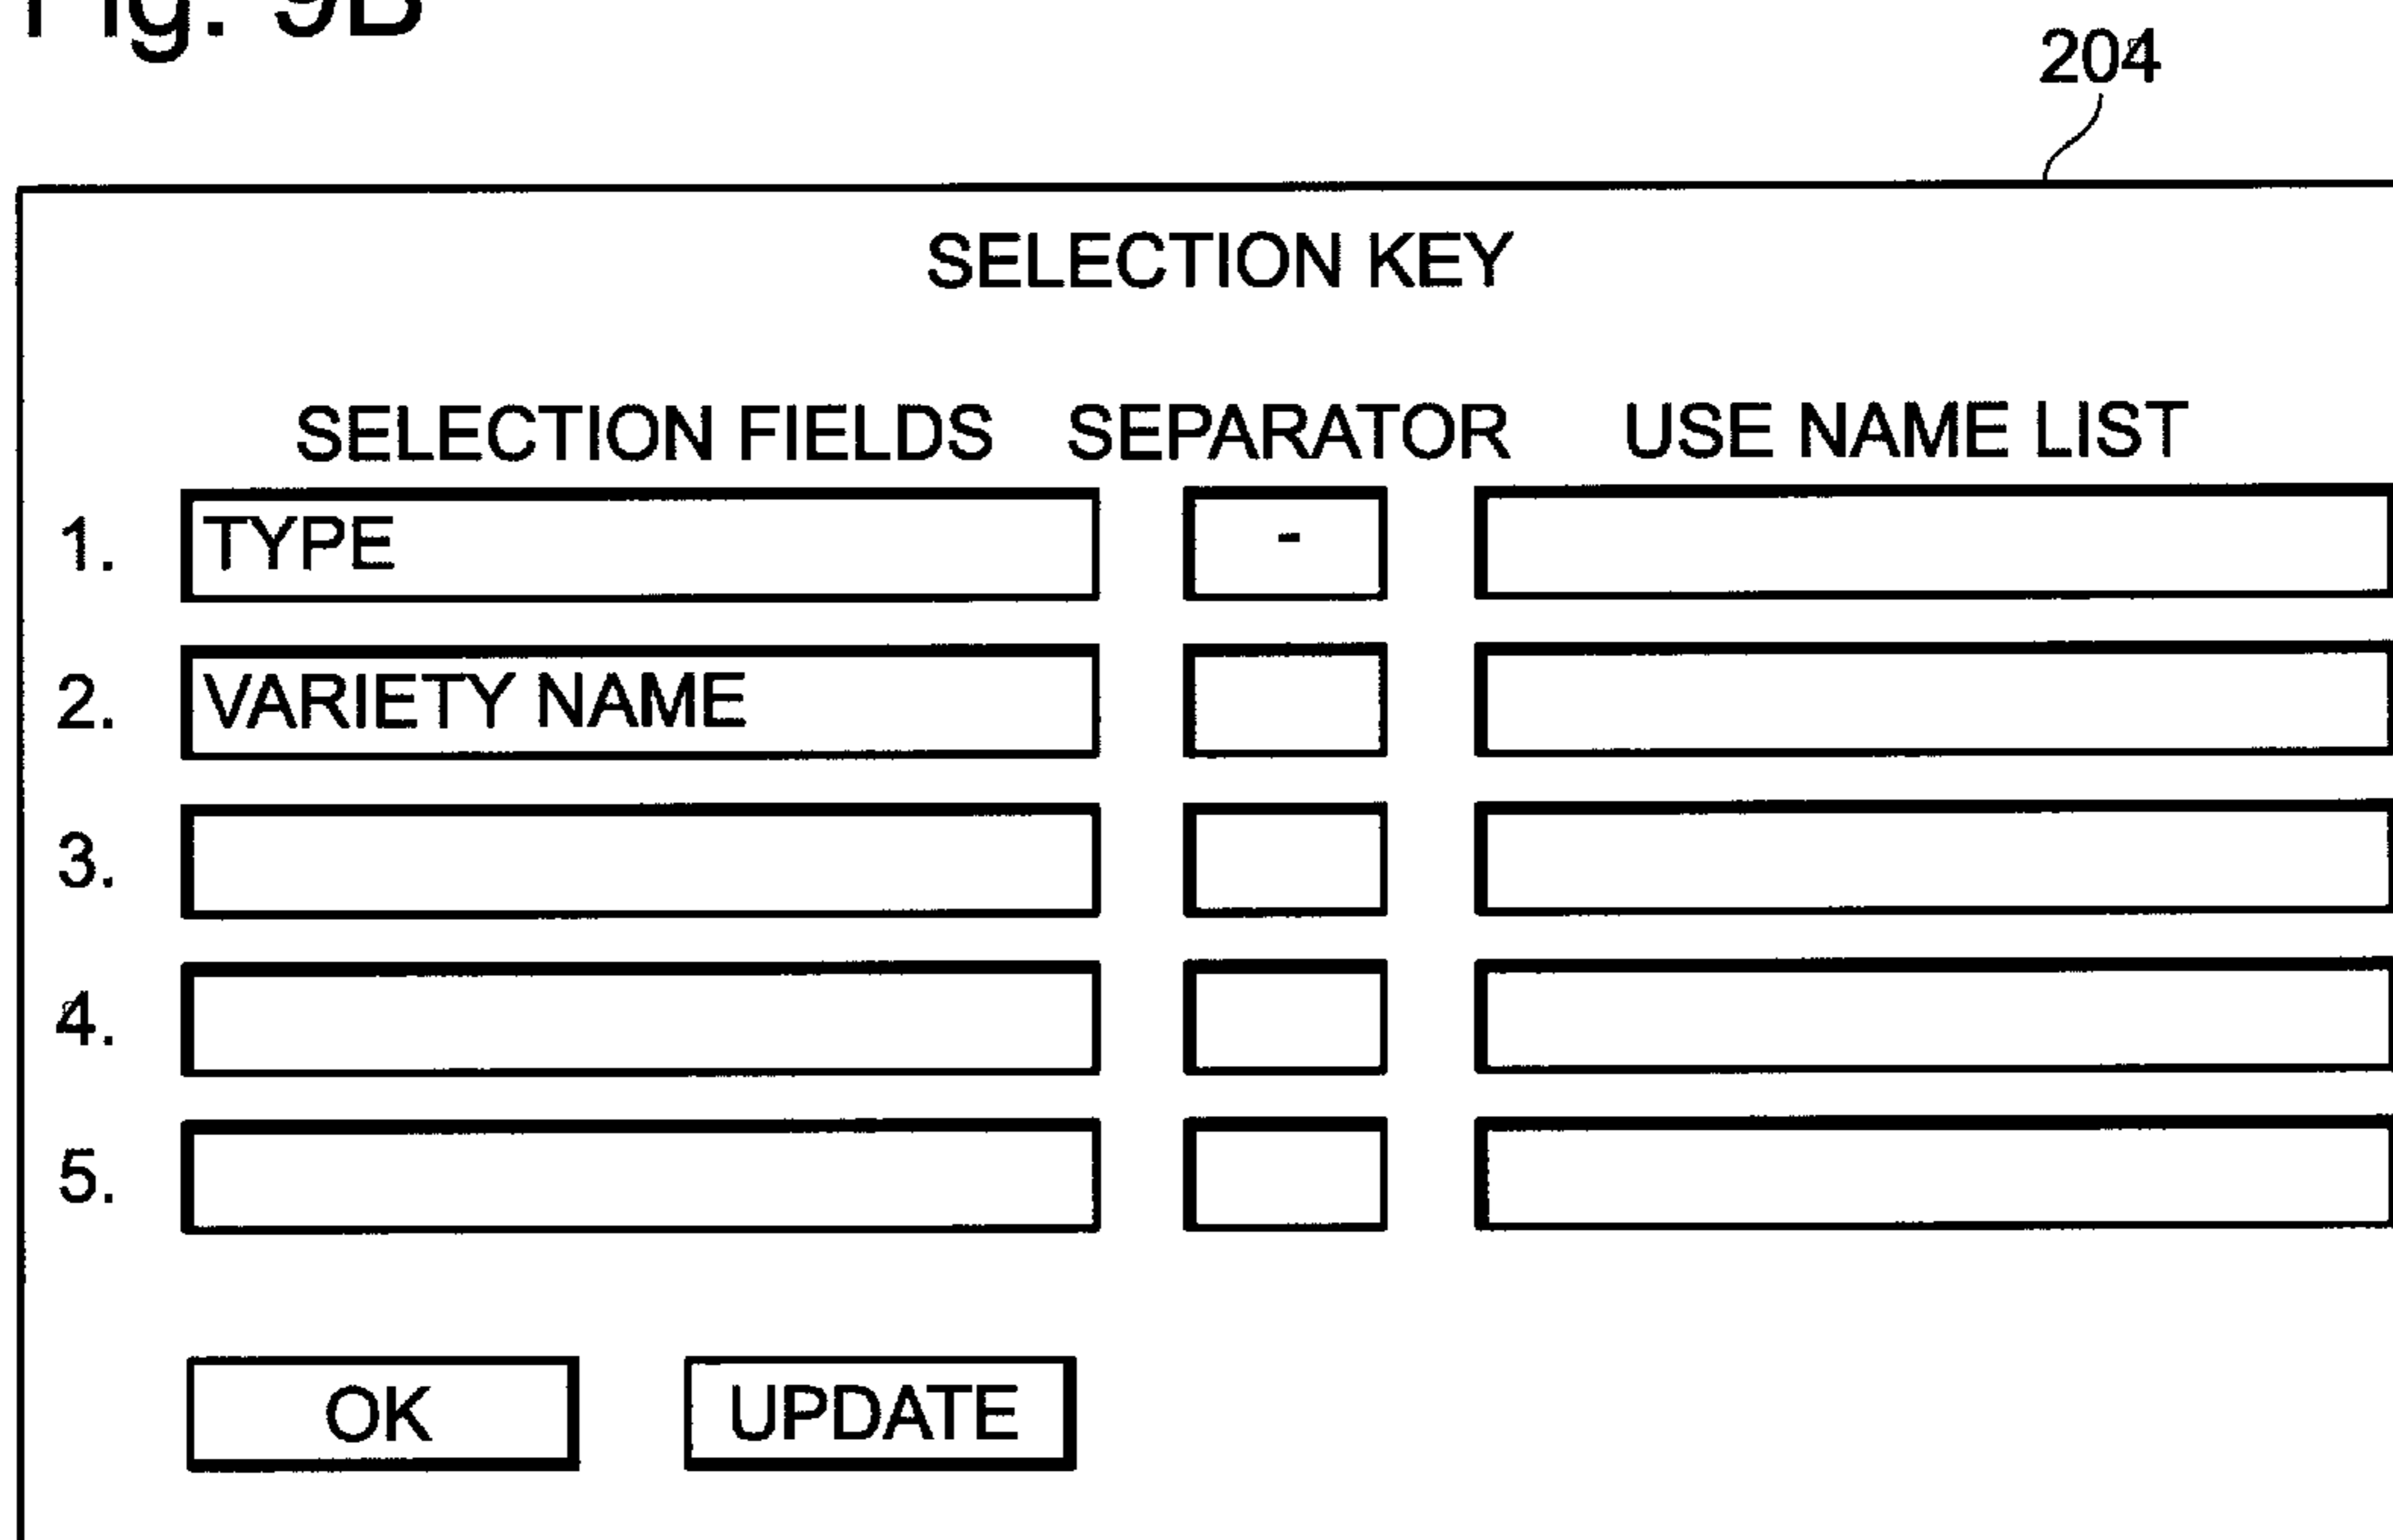 Fig. 9B
204
SELECTION KEY
SELECTION FIELDS SEPARATOR USE NAME LIST
1. TYPE -
2. VARIETY NAME
3.
4.
5.
OK UPDATE